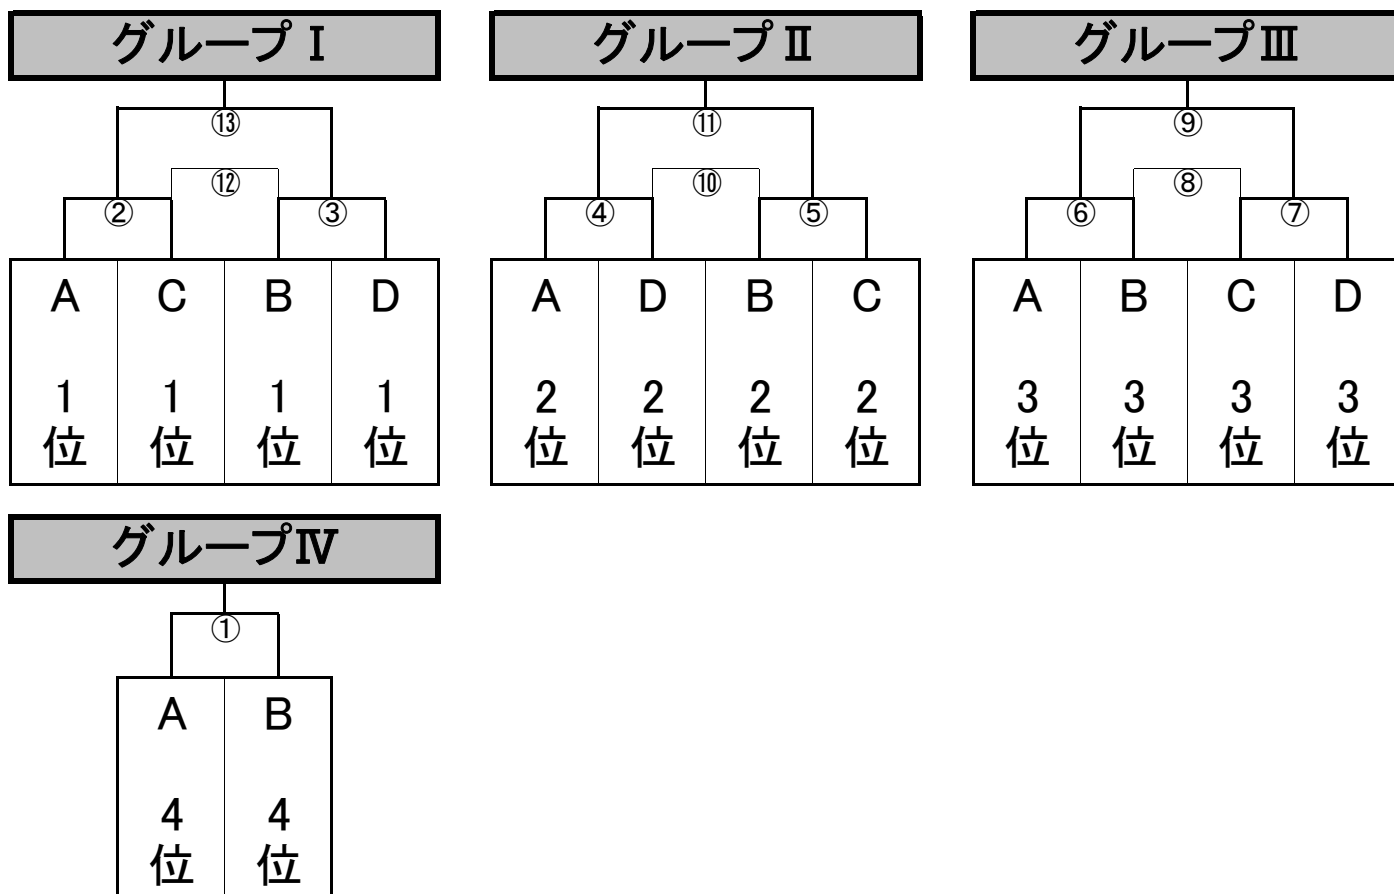 グループⅠ
⑬
⑫
② ③
A C B D
1 1 1 1
位 位 位 位
グループⅡ
⑪
⑩
④ ⑤
A D B C
2 2 2 2
位 位 位 位
グループⅢ
⑨
⑧
⑥ ⑦
A B C D
3 3 3 3
位 位 位 位
グループⅣ
①
A B
4 4
位 位